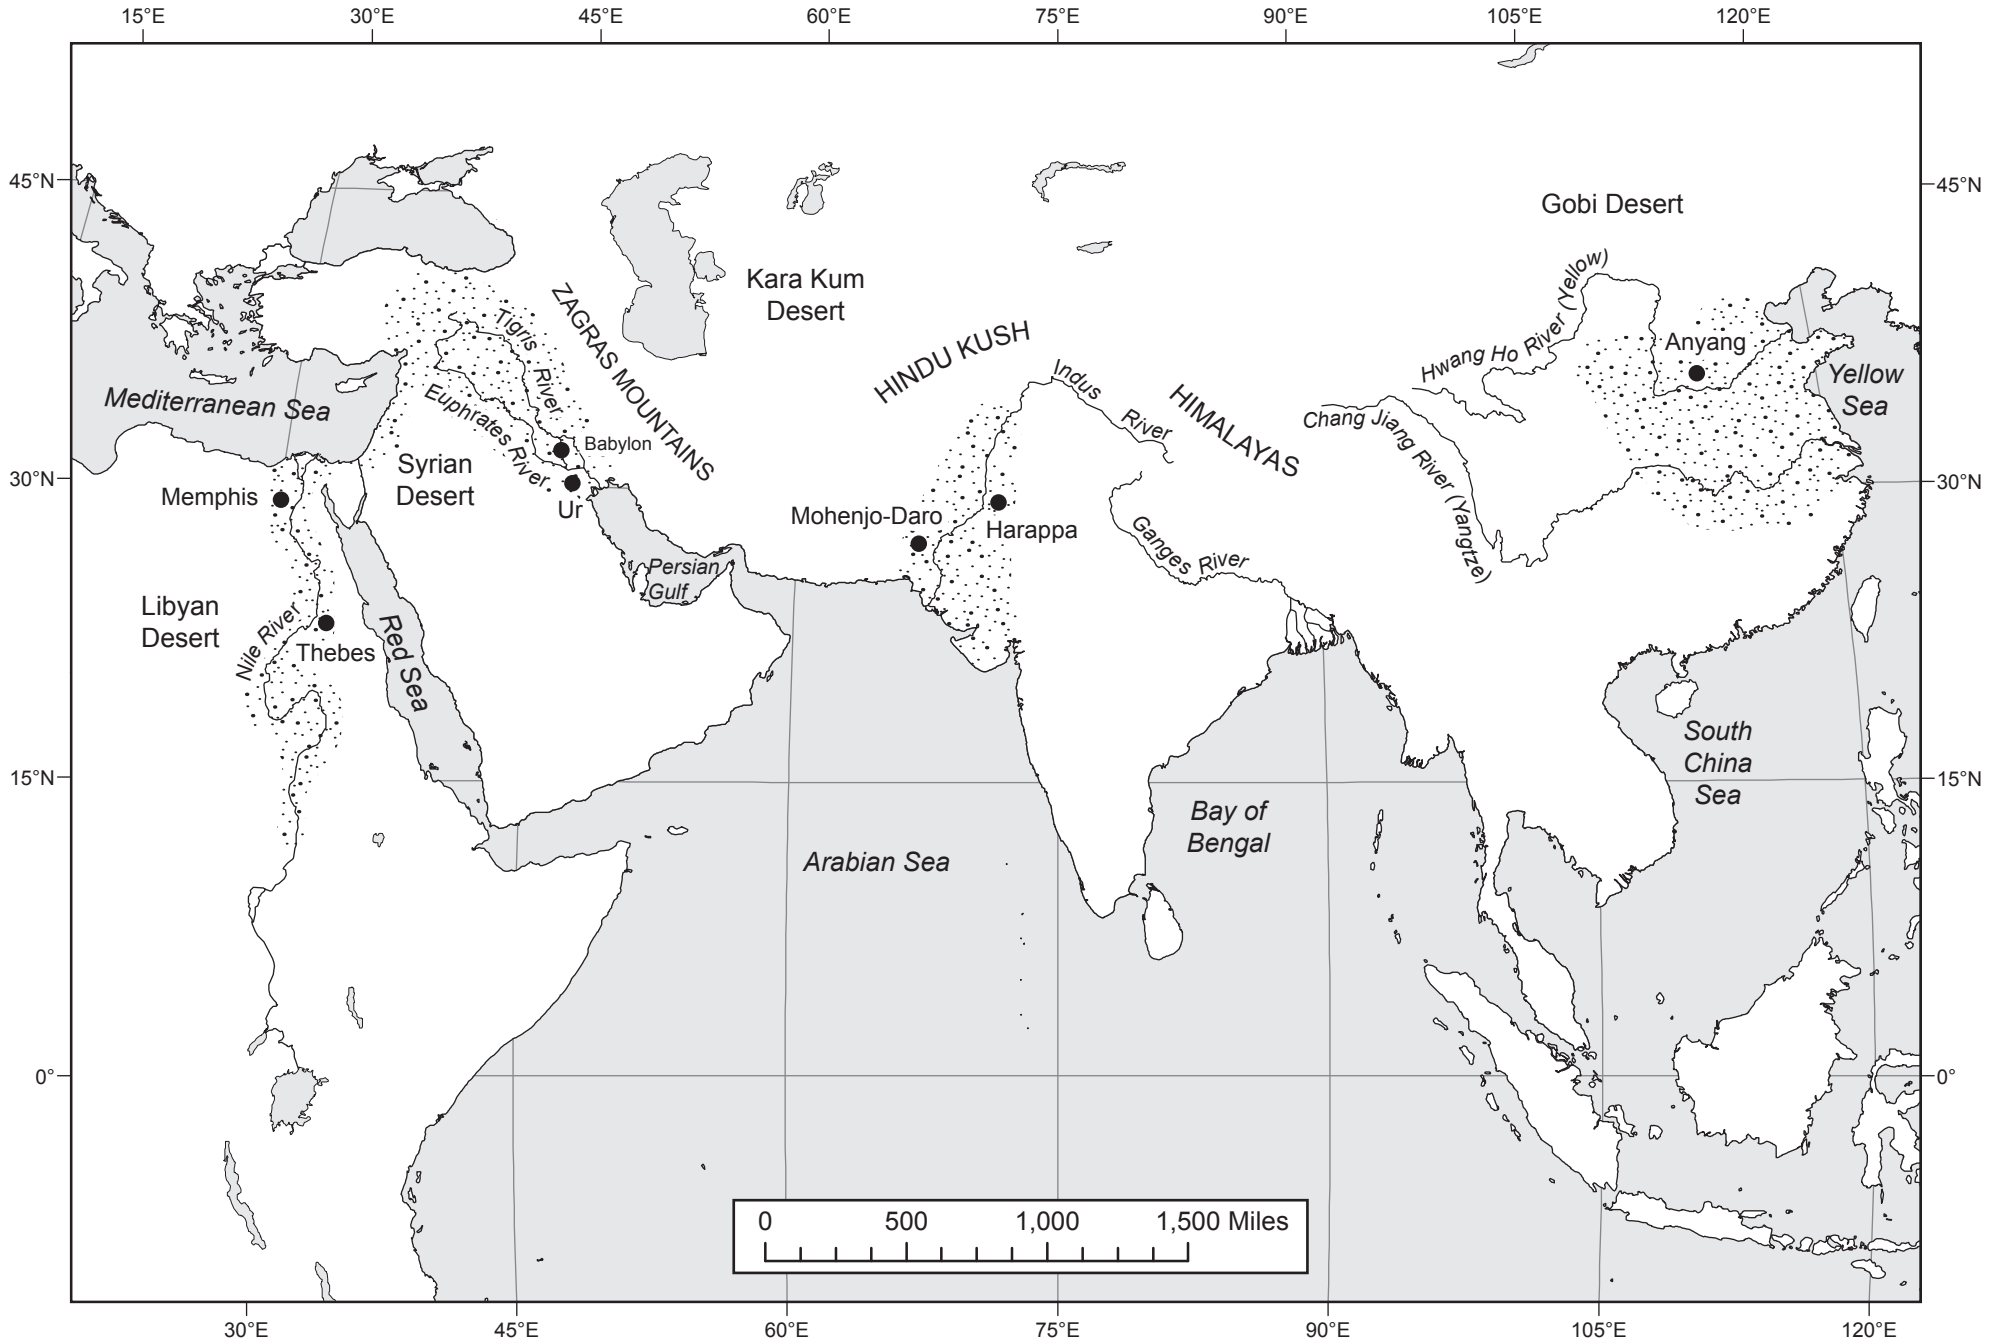 15°E 30°E 45°E 60°E 75°E 90°E 105°E 120°E
45°N
45°N
Gobi Desert
Kara Kum
Desert
ZAGRAS MOUNTAINS
Tigris
River
HINDU KUSH
Hwang Ho River (Yellow)
Anyang
Indus
River
HIMALAYAS
Yellow
Sea
Mediterranean Sea
Euphrates River
Chang Jiang River (Yangtze)
Babylon
Syrian
Desert
30°N
30°N
Memphis
Ur
Mohenjo-Daro
Harappa
Ganges River
Persian
Gulf
Libyan
Desert
Nile River
Thebes
Red Sea
South
China
Sea
15°N
15°N
Bay of
Bengal
Arabian Sea
0°
0°
0 500 1,000 1,500 Miles
30°E 45°E 60°E 75°E 90°E 105°E 120°E